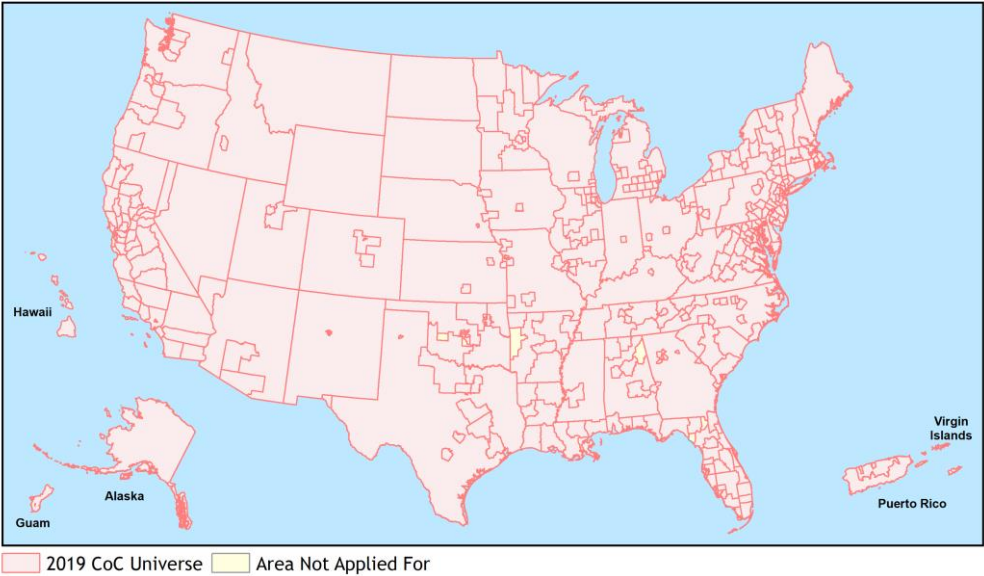 Hawaii
Guam
Alaska
Virgin
Islands
Puerto Rico
2019 CoC Universe
Area Not Applied For